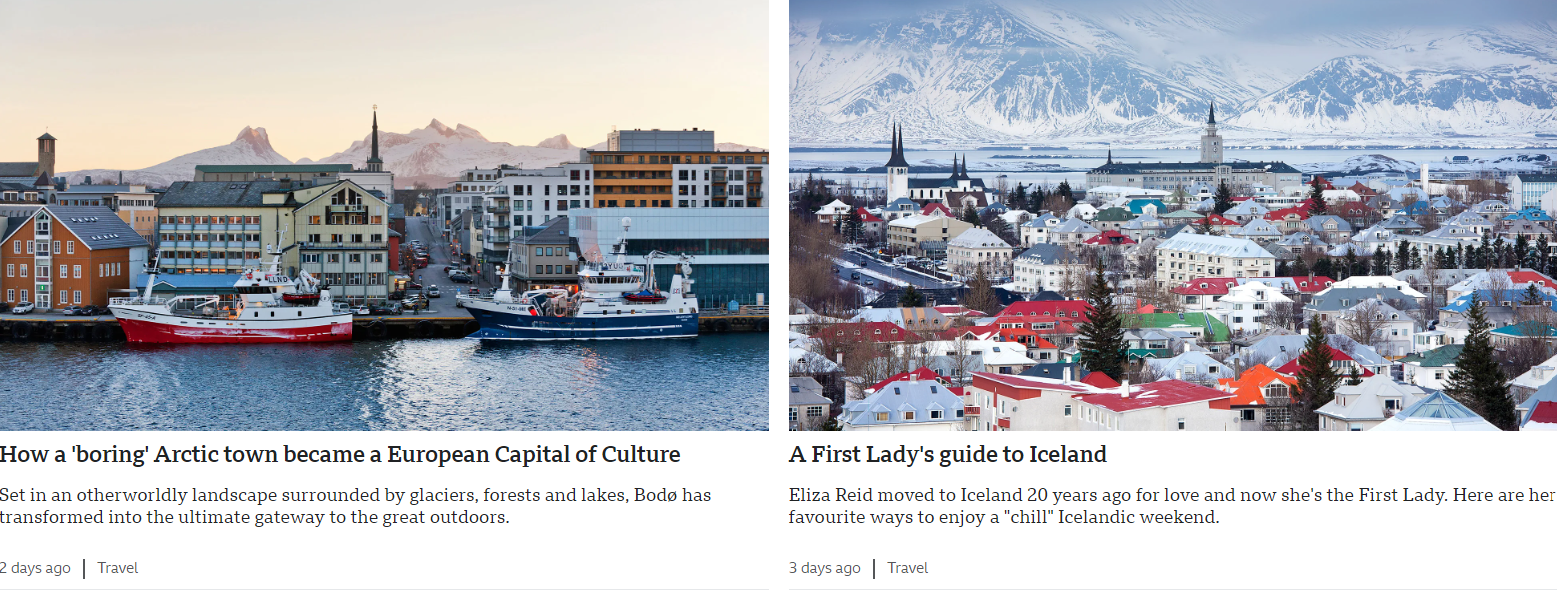 How a 'boring' Arctic town became a European Capital of Culture
Set in an otherworldly landscape surrounded by glaciers, forests and lakes, Bodø has
transformed into the ultimate gateway to the great outdoors.
2 days ago | Travel
A First Lady's guide to Iceland
Eliza Reid moved to Iceland 20 years ago for love and now she's the First Lady. Here are her
favourite ways to enjoy a "chill" Icelandic weekend.
3 days ago | Travel